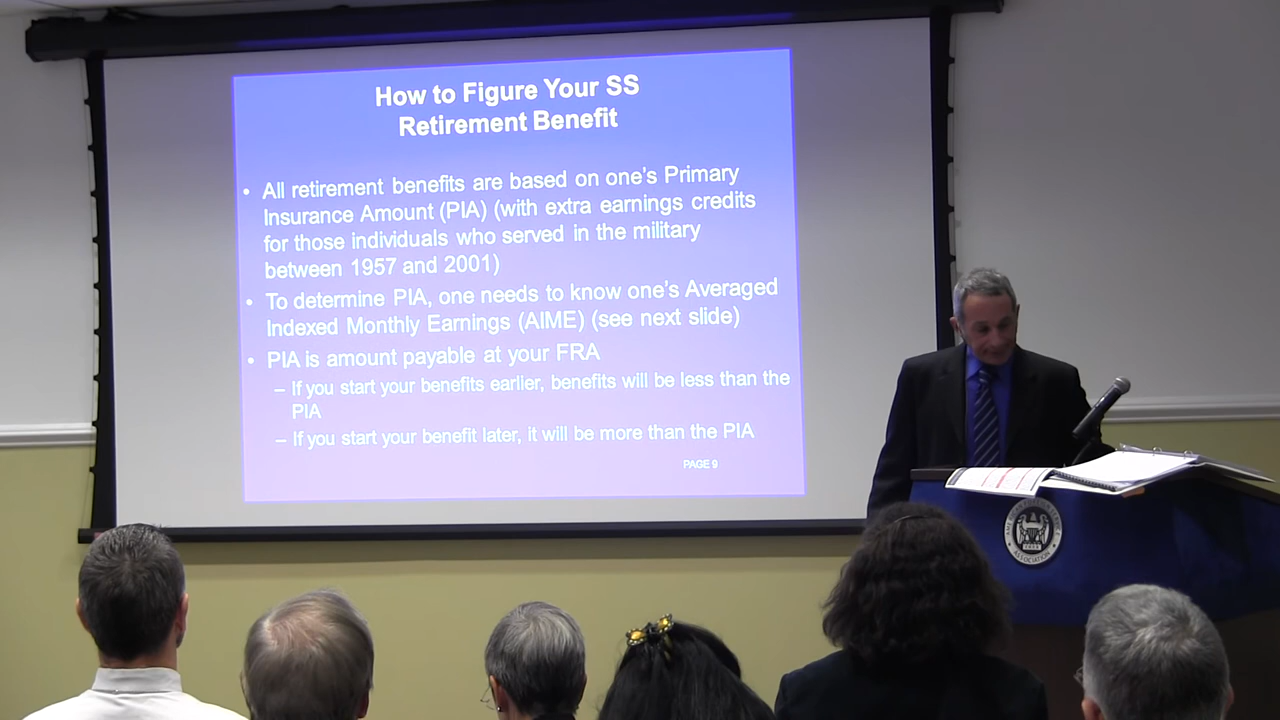 How to Figure Your SS
Retirement Benefit
• All retirement benefits are based on one's Primary
Insurance Amount (PIA) (with extra earnings credits
for those individuals who served in the military
between 1957 and 2001)
• To determine PIA, one needs to know one's Averaged
Indexed Monthly Earnings (AIME) (see next slide)
• PIA is amount payable at your FRA
– If you start your benefits earlier, benefits will be less than the
PIA
– If you start your benefit later, it will be more than the PIA
PAGE 9
ASSOCIATION